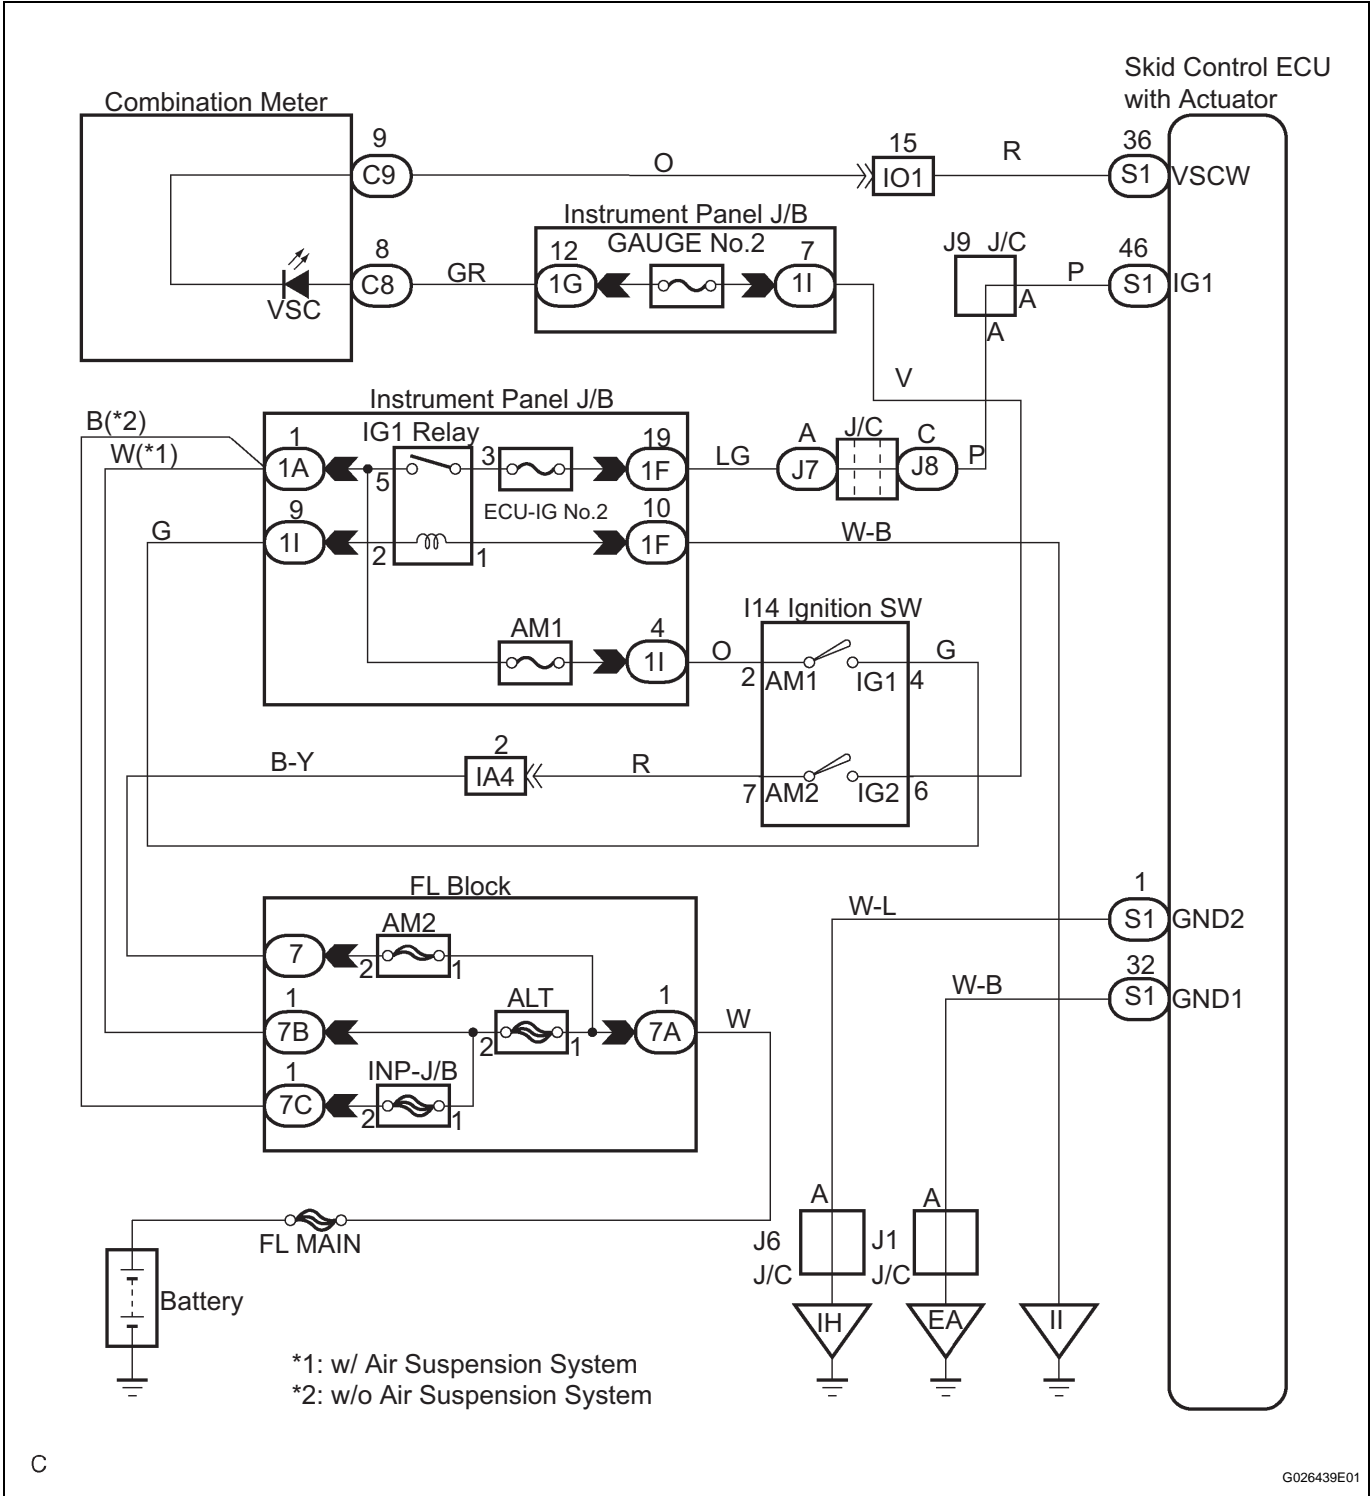 Skid Control ECU
with Actuator
Combination Meter
9
C9
O
15
IO1
R
36
S1
VSCW
Instrument Panel J/B
GAUGE No.2
8
C8
GR
12
1G
7
1I
J9 J/C
A
A
P
46
S1
IG1
VSC
V
Instrument Panel J/B
IG1 Relay
B(*2)
W(*1)
1
1A
5
3
19
1F
LG
A
J7
J/C
C
J8
P
ECU-IG No.2
G
9
1I
2
1
10
1F
W-B
I14 Ignition SW
AM1
4
1I
O
2
AM1
IG1
4
G
B-Y
2
IA4
R
7
AM2
IG2
6
FL Block
AM2
7
2
1
W-L
1
S1
GND2
W-B
32
S1
GND1
1
7B
ALT
2
1
1
7A
W
1
7C
INP-J/B
2
1
FL MAIN
Battery
A
J6
J/C
A
J1
J/C
IH
EA
II
*1: w/ Air Suspension System
*2: w/o Air Suspension System
C
G026439E01